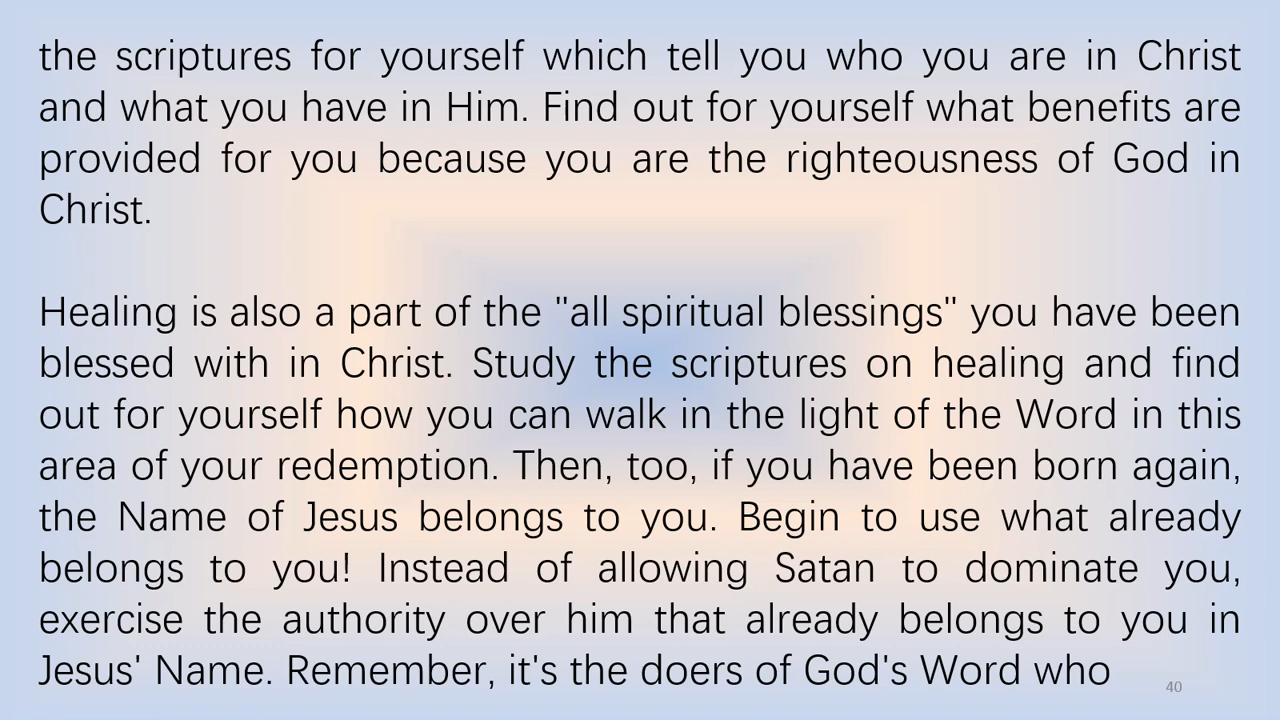 the scriptures for yourself which tell you who you are in Christ
and what you have in Him. Find out for yourself what benefits are
provided for you because you are the righteousness of God in
Christ.
Healing is also a part of the "all spiritual blessings" you have been
blessed with in Christ. Study the scriptures on healing and find
out for yourself how you can walk in the light of the Word in this
area of your redemption. Then, too, if you have been born again,
the Name of Jesus belongs to you. Begin to use what already
belongs to you! Instead of allowing Satan to dominate you,
exercise the authority over him that already belongs to you in
Jesus' Name. Remember, it's the doers of God's Word who
40